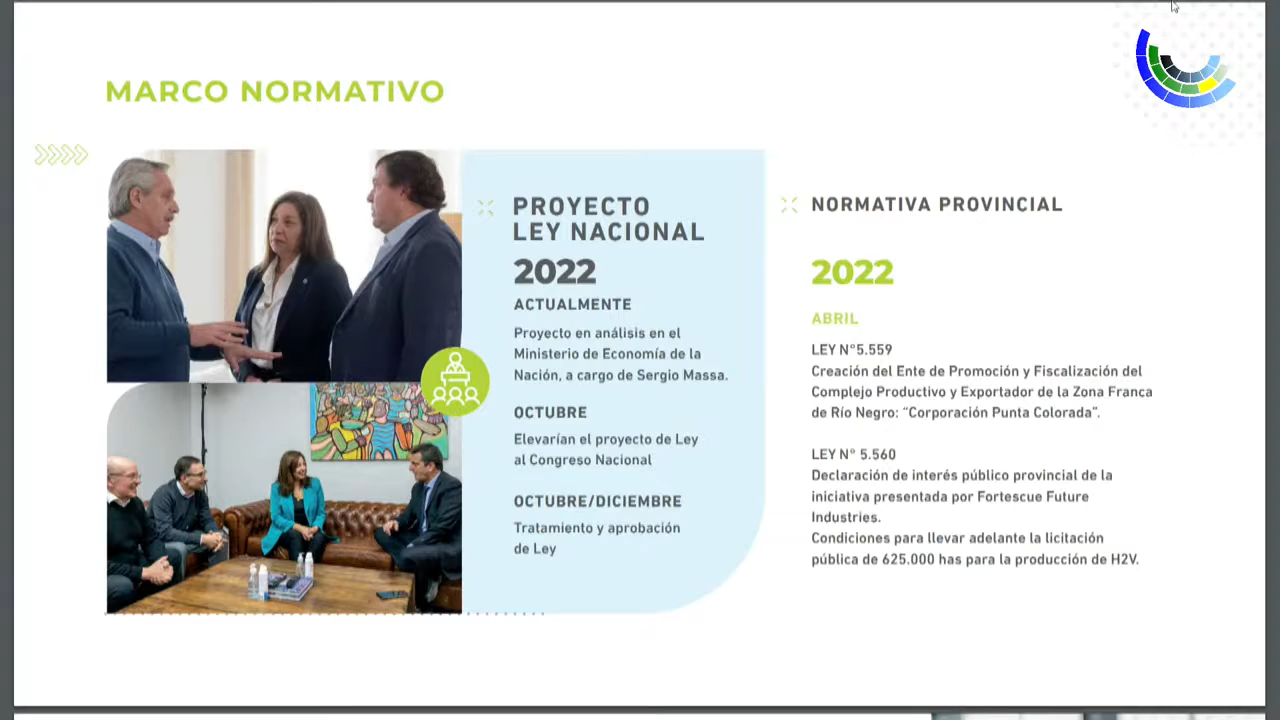 MARCO NORMATIVO
PROYECTO
LEY NACIONAL
2022
ACTUALMENTE
Proyecto en análisis en el
Ministerio de Economía de la
Nación, a cargo de Sergio Massa.
OCTUBRE
Elevarían el proyecto de Ley
al Congreso Nacional
OCTUBRE/DICIEMBRE
Tratamiento y aprobación
de Ley
NORMATIVA PROVINCIAL
2022
ABRIL
LEY N°5.559
Creación del Ente de Promoción y Fiscalización del
Complejo Productivo y Exportador de la Zona Franca
de Río Negro: “Corporación Punta Colorada”.
LEY N° 5.560
Declaración de interés público provincial de la
iniciativa presentada por Fortescue Future
Industries.
Condiciones para llevar adelante la licitación
pública de 625.000 has para la producción de H2V.